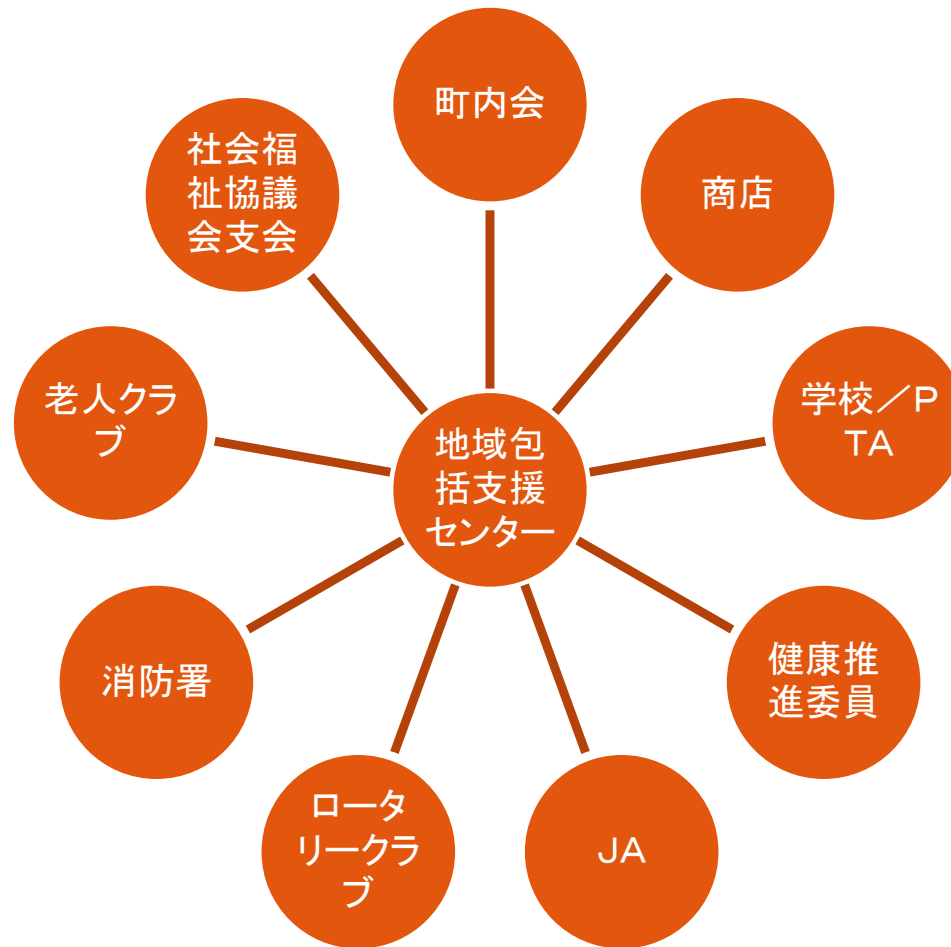 町内会
商店
学校／P
TA
健康推
進委員
JA
ロータ
リークラ
ブ
消防署
老人クラ
ブ
社会福
祉協議
会支会
地域包
括支援
センター